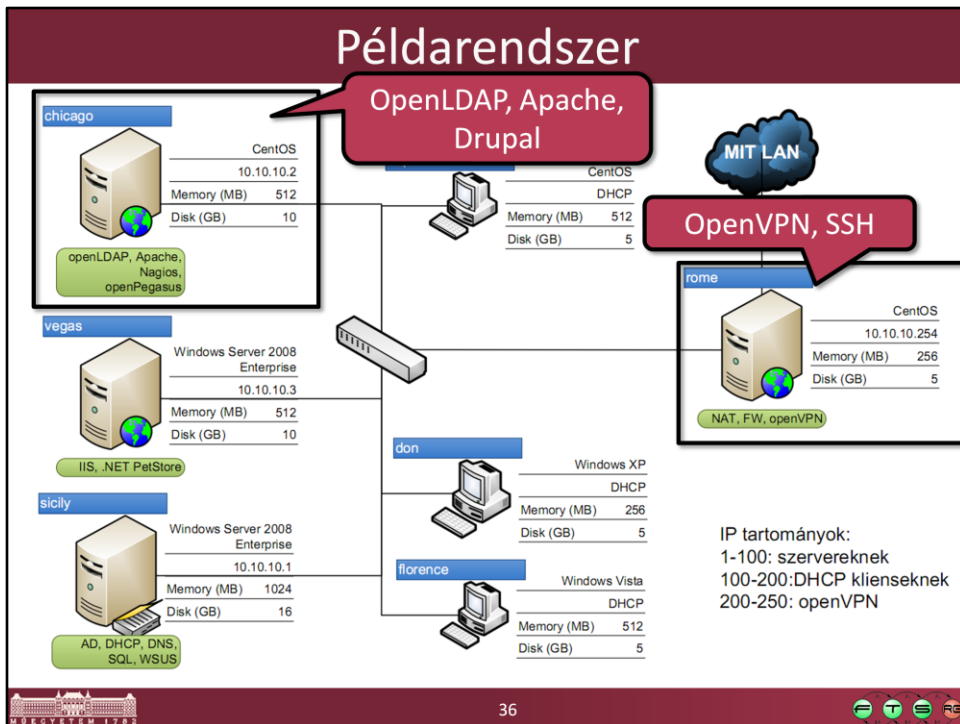 Példarendszer
OpenLDAP, Apache,
Drupal
chicago
CentOS
10.10.10.2
Memory (MB) 512
Disk (GB) 10
openLDAP, Apache,
Nagios,
openPegasus
CentOS
DHCP
Memory (MB) 512
Disk (GB) 5
MIT LAN
OpenVPN, SSH
rome
CentOS
10.10.10.254
Memory (MB) 256
Disk (GB) 5
NAT, FW, openVPN
vegas
Windows Server 2008
Enterprise
10.10.10.3
Memory (MB) 512
Disk (GB) 10
IIS, .NET PetStore
don
Windows XP
DHCP
Memory (MB) 256
Disk (GB) 5
sicily
Windows Server 2008
Enterprise
10.10.10.1
Memory (MB) 1024
Disk (GB) 16
AD, DHCP, DNS,
SQL, WSUS
florence
Windows Vista
DHCP
Memory (MB) 512
Disk (GB) 5
IP tartományok:
1-100: szervereknek
100-200:DHCP klienseknek
200-250: openVPN
MŰEGYETEM 1782
36
F T S RG